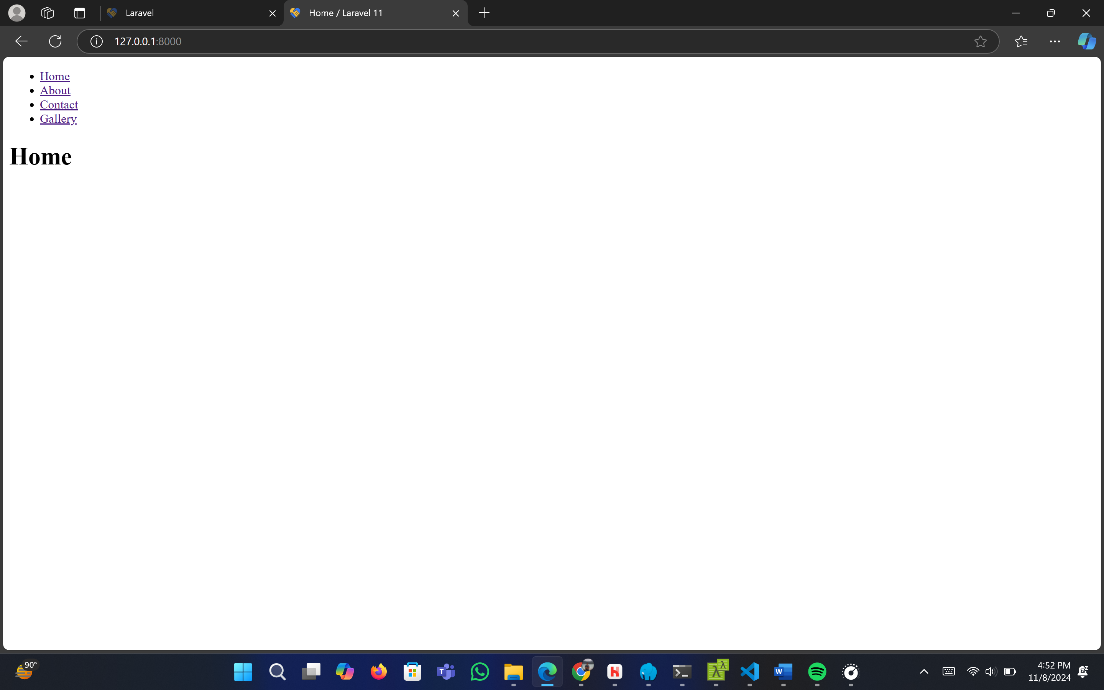 Laravel
Home / Laravel 11
127.0.0.1:8000
Home
About
Contact
Gallery
Home
90°
4:52 PM
11/8/2024